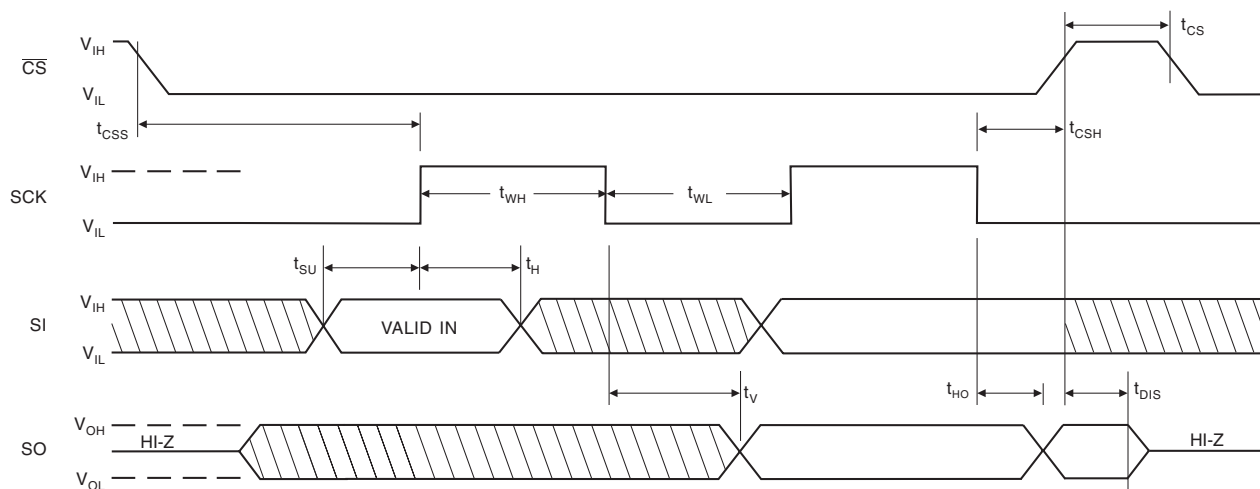 t_CS
V_IH
C̅S̅
V_IL
t_CSS
t_CSH
V_IH
SCK
t_WH
t_WL
V_IL
t_SU
t_H
V_IH
SI
VALID IN
V_IL
t_V
t_HO
t_DIS
V_OH
SO
HI-Z
HI-Z
V_OL